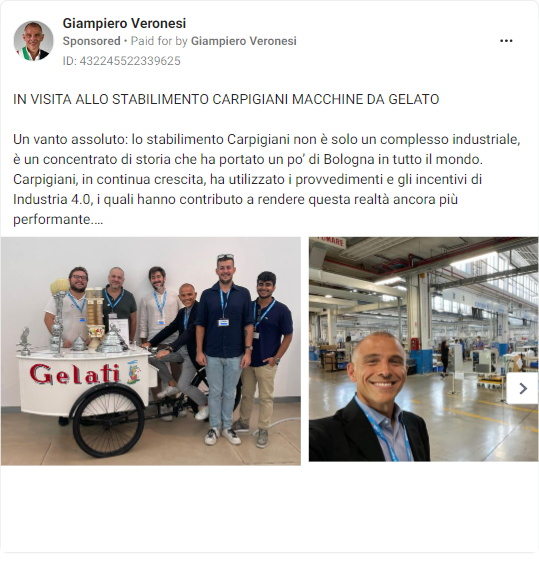 Giampiero Veronesi
Sponsored • Paid for by Giampiero Veronesi
ID: 432245522339625
IN VISITA ALLO STABILIMENTO CARPIGIANI MACCHINE DA GELATO
Un vanto assoluto: lo stabilimento Carpigiani non è solo un complesso industriale,
è un concentrato di storia che ha portato un po’ di Bologna in tutto il mondo.
Carpigiani, in continua crescita, ha utilizzato i provvedimenti e gli incentivi di
Industria 4.0, i quali hanno contributo a rendere questa realtà ancora più
performante....
Gelati